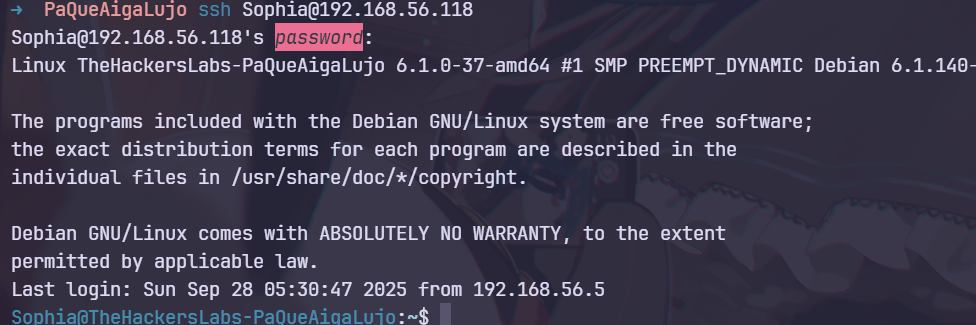 → PaQueAigaLujo ssh Sophia@192.168.56.118
Sophia@192.168.56.118's password:
Linux TheHackersLabs-PaQueAigaLujo 6.1.0-37-amd64 #1 SMP PREEMPT_DYNAMIC Debian 6.1.140-
The programs included with the Debian GNU/Linux system are free software;
the exact distribution terms for each program are described in the
individual files in /usr/share/doc/*/copyright.
Debian GNU/Linux comes with ABSOLUTELY NO WARRANTY, to the extent
permitted by applicable law.
Last login: Sun Sep 28 05:30:47 2025 from 192.168.56.5
Sophia@TheHackersLabs-PaQueAigaLujo:~$